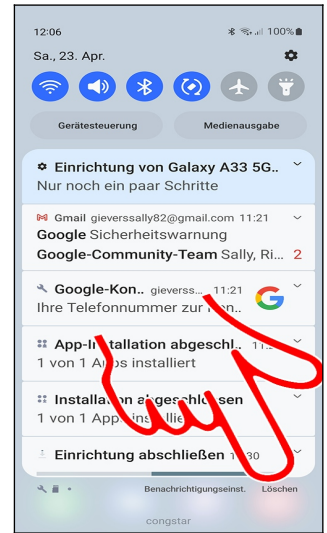 12:06 100%
Sa., 23. Apr.
Gerätesteuerung Medienausgabe
Einrichtung von Galaxy A33 5G..
Nur noch ein paar Schritte
Gmail gieverssally82@gmail.com 11:21
Google Sicherheitswarnung
Google-Community-Team Sally, Ri... 2
Google-Kon.. gieverss... 11:21
Ihre Telefonnummer zur
App-Installation abgeschl..
1 von 1 Apps installiert
Installation abgeschlossen
1 von 1
Einrichtung abschließen
Benachrichtigungseinst. Löschen
congstar